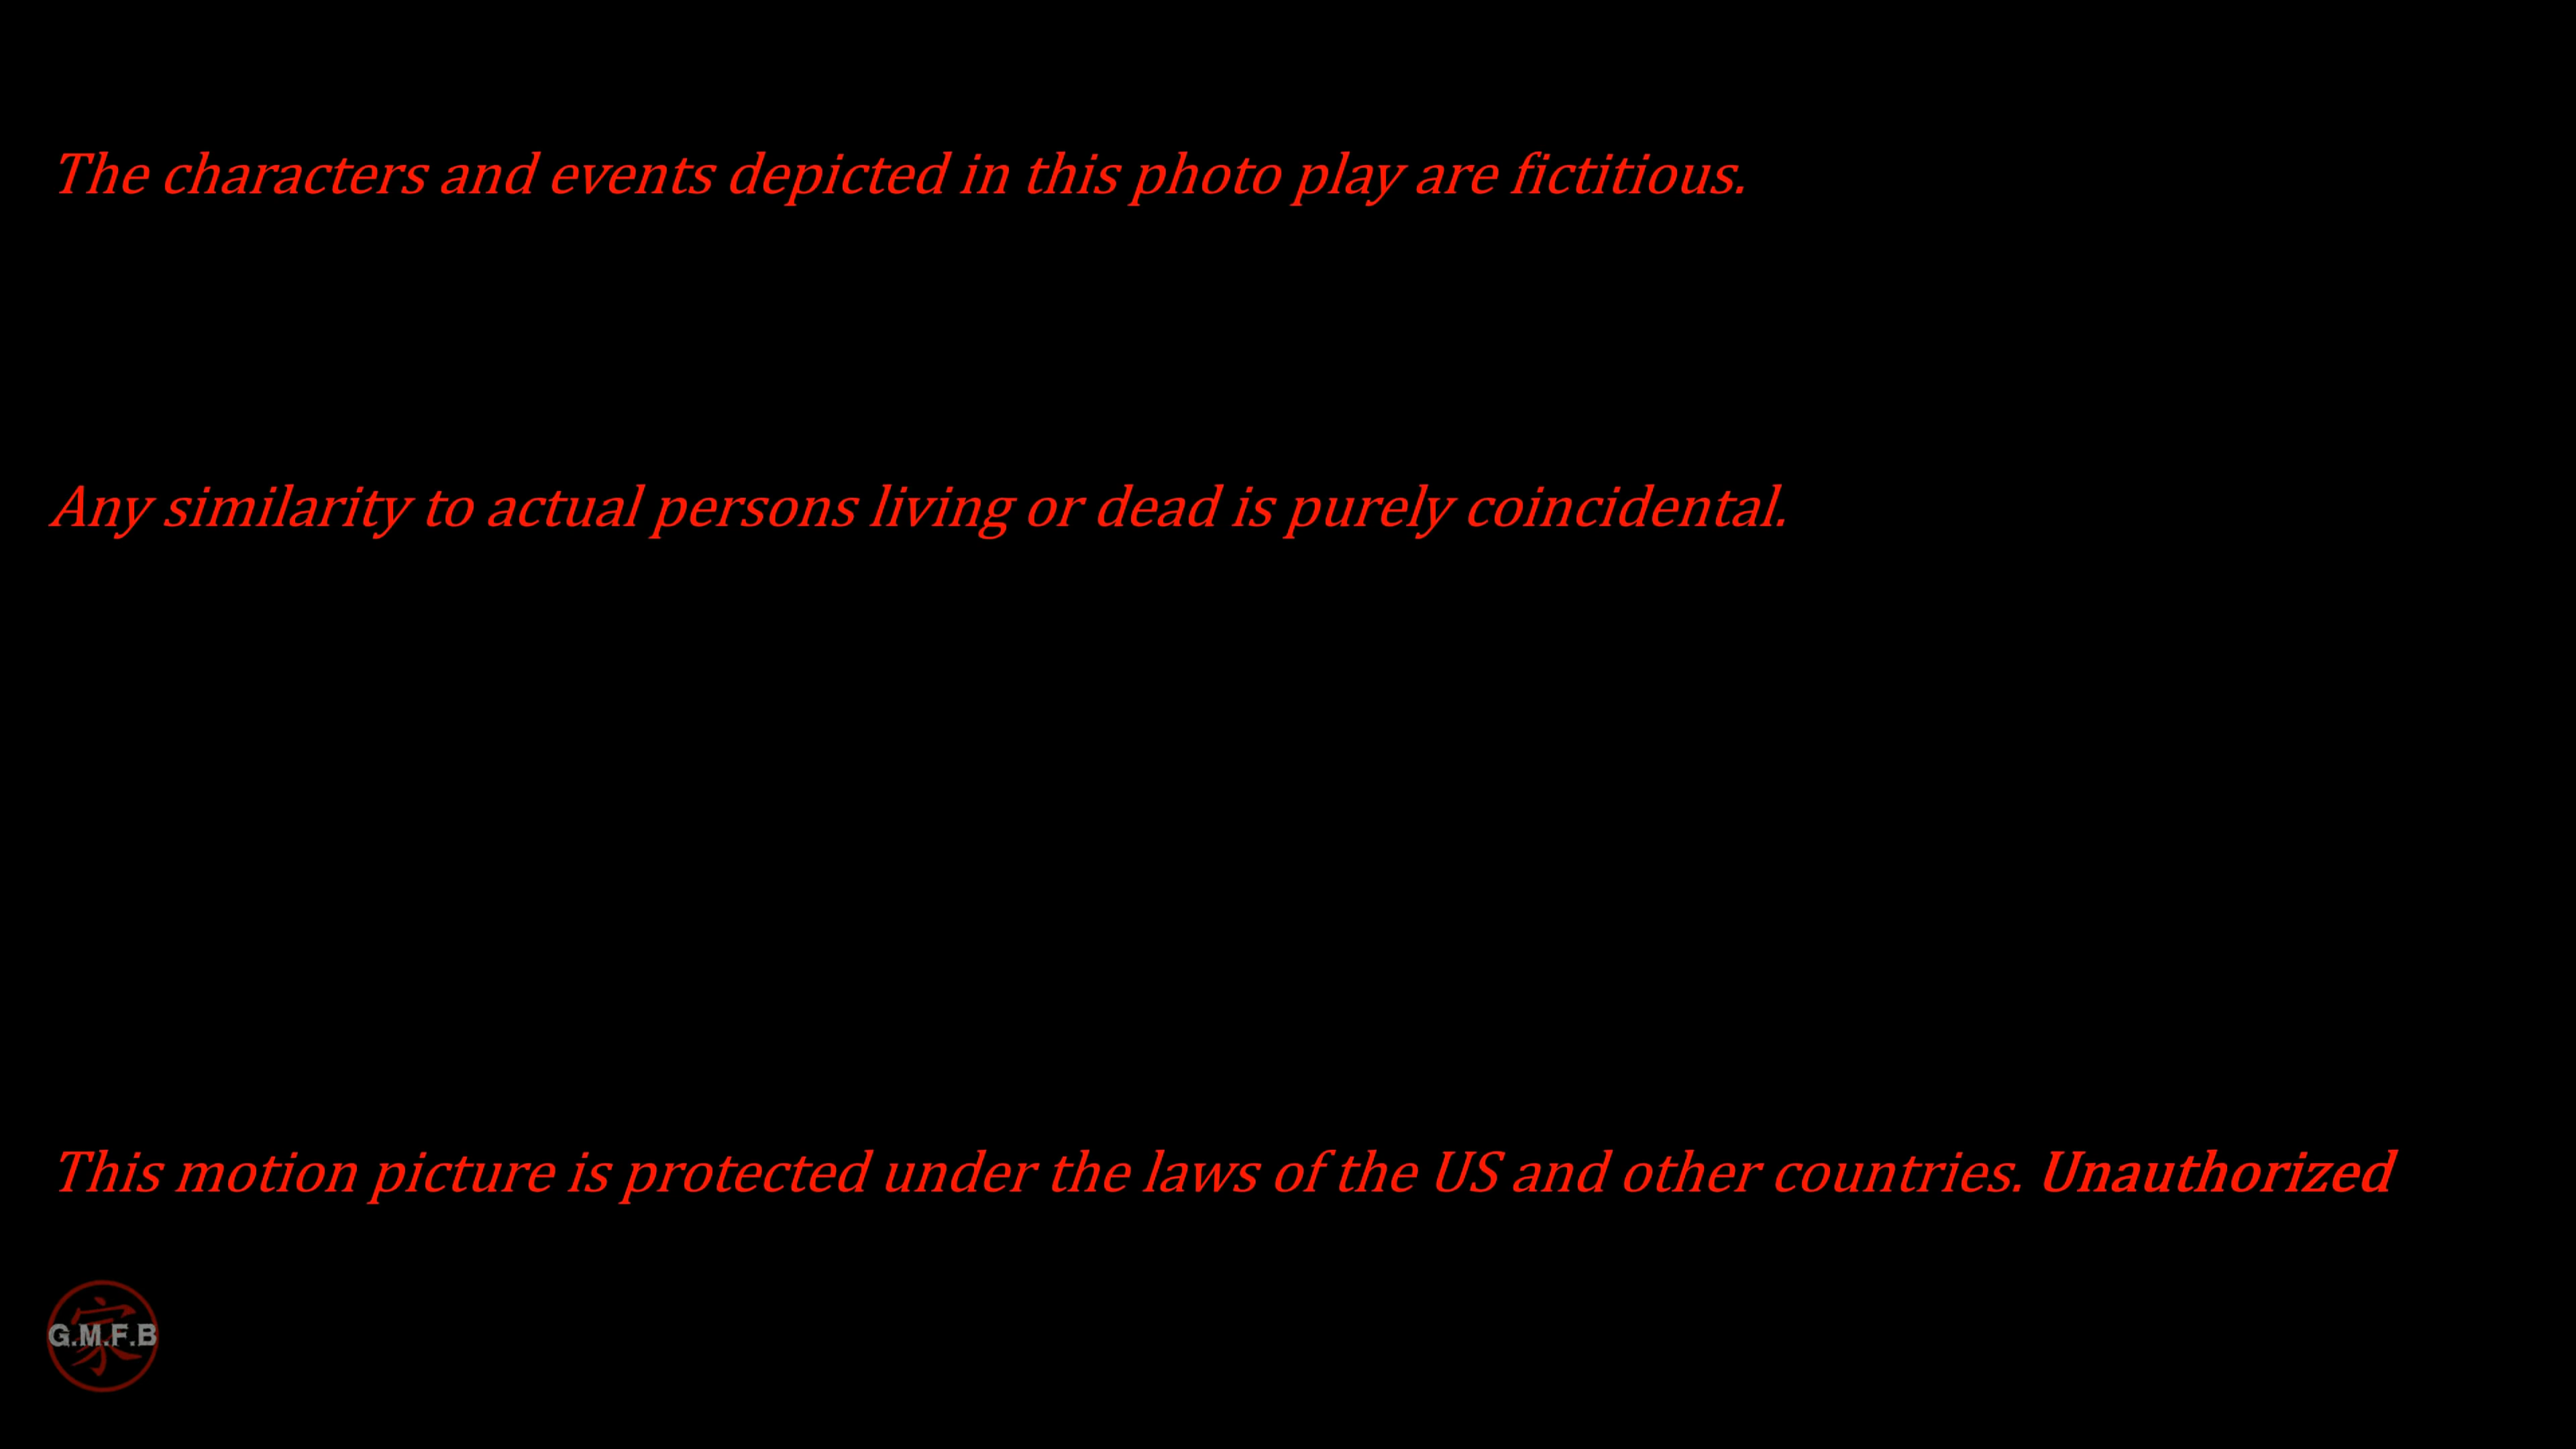 The characters and events depicted in this photo play are fictitious.
Any similarity to actual persons living or dead is purely coincidental.
This motion picture is protected under the laws of the US and other countries. Unauthorized
家
G.M.F.B